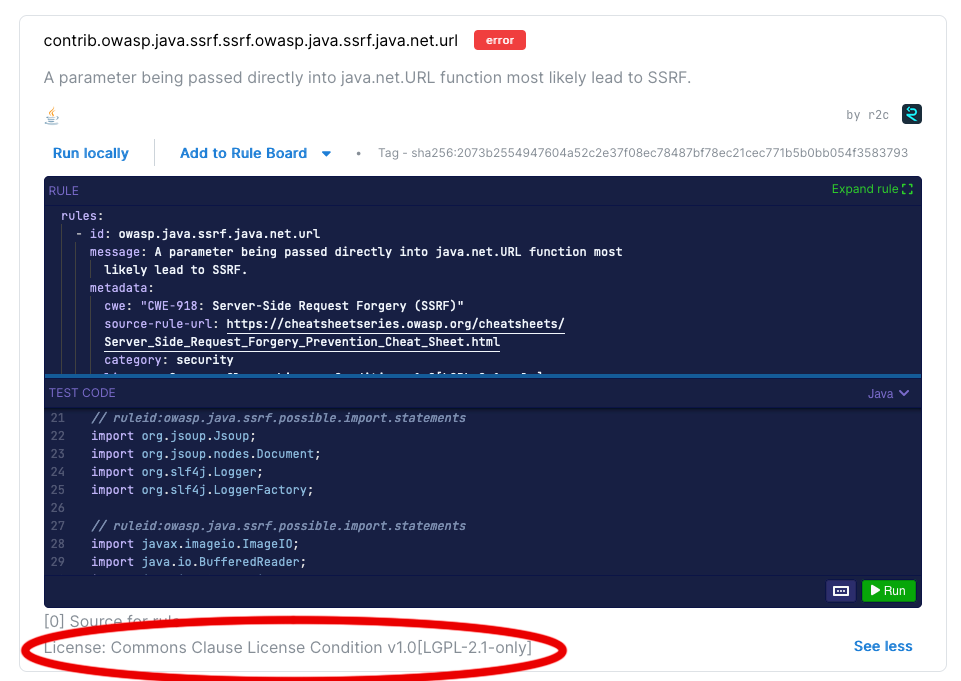 contrib.owasp.java.ssrf.ssrf.owasp.java.ssrf.java.net.url error
A parameter being passed directly into java.net.URL function most likely lead to SSRF.
by r2c
Run locally Add to Rule Board • Tag - sha256:2073b2554947604a52c2e37f08ec78487bf78ec21cec771b5b0bb054f3583793
RULE Expand rule
rules:
- id: owasp.java.ssrf.java.net.url
message: A parameter being passed directly into java.net.URL function most
likely lead to SSRF.
metadata:
cwe: "CWE-918: Server-Side Request Forgery (SSRF)"
source-rule-url: https://cheatsheetseries.owasp.org/cheatsheets/
Server_Side_Request_Forgery_Prevention_Cheat_Sheet.html
category: security
TEST CODE Java
21 // ruleid:owasp.java.ssrf.possible.import.statements
22 import org.jsoup.Jsoup;
23 import org.jsoup.nodes.Document;
24 import org.slf4j.Logger;
25 import org.slf4j.LoggerFactory;
26
27 // ruleid:owasp.java.ssrf.possible.import.statements
28 import javax.imageio.ImageIO;
29 import java.io.BufferedReader;
Run
[0] Source for rule
License: Commons Clause License Condition v1.0[LGPL-2.1-only]
See less